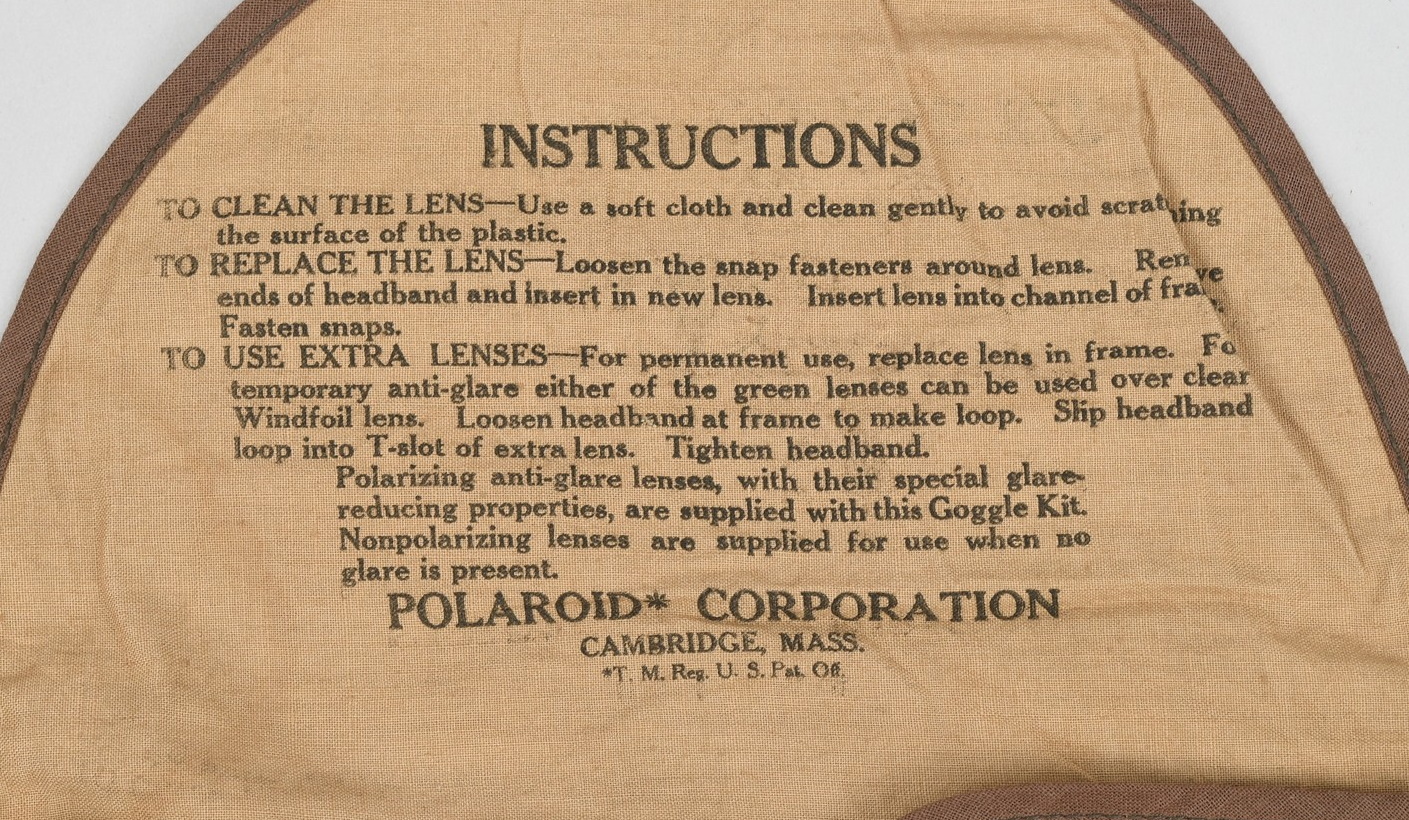 INSTRUCTIONS
TO CLEAN THE LENS—Use a soft cloth and clean gently to avoid
the surface of the plastic.
TO REPLACE THE LENS—Loosen the snap fasteners around lens.
ends of headband and insert in new lens. Insert lens into channel of
Fasten snaps.
TO USE EXTRA LENSES—For permanent use, replace lens in frame. Fo
temporary anti-glare either of the green lenses can be used over clear
Windfoil lens. Loosen headband at frame to make loop. Slip headband
loop into T-slot of extra lens. Tighten headband.
Polarizing anti-glare lenses, with their special glare-
reducing properties, are supplied with this Goggle Kit.
Nonpolarizing lenses are supplied for use when no
glare is present.
POLAROID* CORPORATION
CAMBRIDGE, MASS.
*T. M. Reg. U. S. Pat. Off.